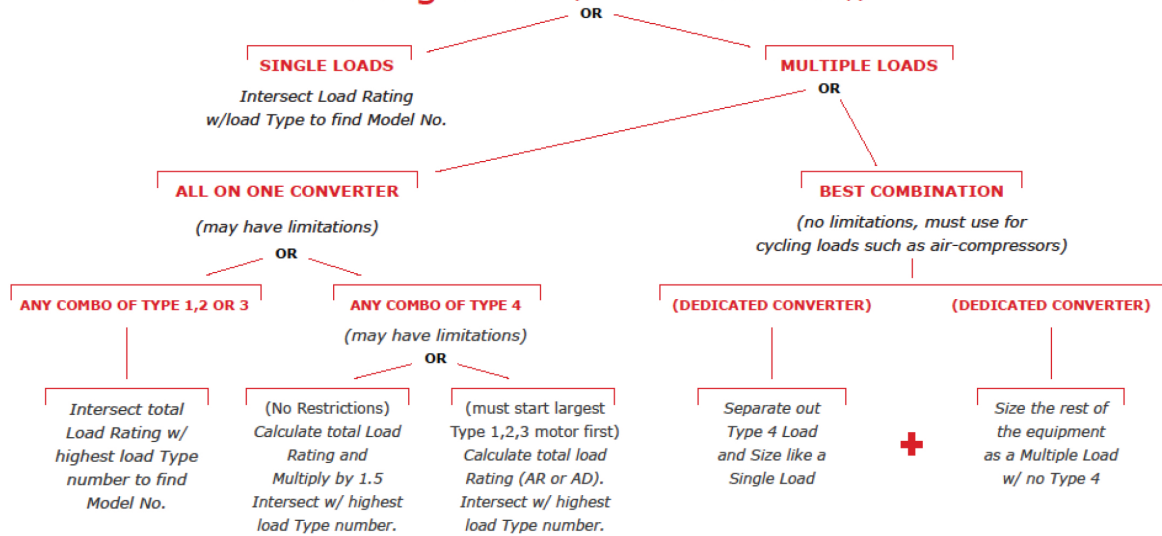 OR
SINGLE LOADS
Intersect Load Rating
w/load Type to find Model No.
MULTIPLE LOADS
OR
ALL ON ONE CONVERTER
(may have limitations)
OR
BEST COMBINATION
(no limitations, must use for
cycling loads such as air-compressors)
ANY COMBO OF TYPE 1,2 OR 3
ANY COMBO OF TYPE 4
(may have limitations)
OR
(DEDICATED CONVERTER)
(DEDICATED CONVERTER)
Intersect total
Load Rating w/
highest load Type
number to find
Model No.
(No Restrictions)
Calculate total Load
Rating and
Multiply by 1.5
Intersect w/ highest
load Type number.
(must start largest
Type 1,2,3 motor first)
Calculate total load
Rating (AR or AD).
Intersect w/ highest
load Type number.
Separate out
Type 4 Load
and Size like a
Single Load
+
Size the rest of
the equipment
as a Multiple Load
w/ no Type 4